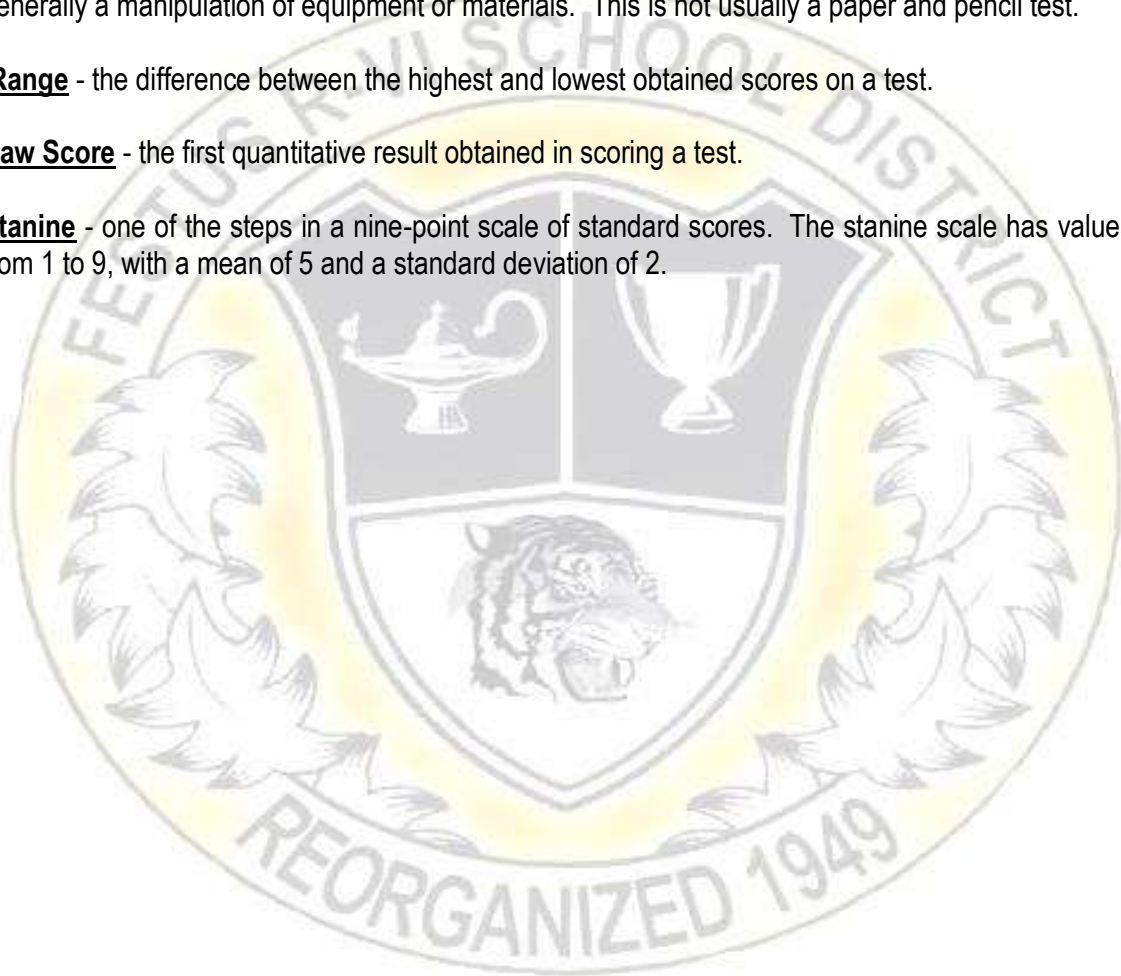 enerally a manipulation of equipment or materials. This is not usually a paper and pencil test.
Range - the difference between the highest and lowest obtained scores on a test.
aw Score - the first quantitative result obtained in scoring a test.
tanine - one of the steps in a nine-point scale of standard scores. The stanine scale has value
om 1 to 9, with a mean of 5 and a standard deviation of 2.
FESTUS R-VI SCHOOL DISTRICT
REORGANIZED 1949